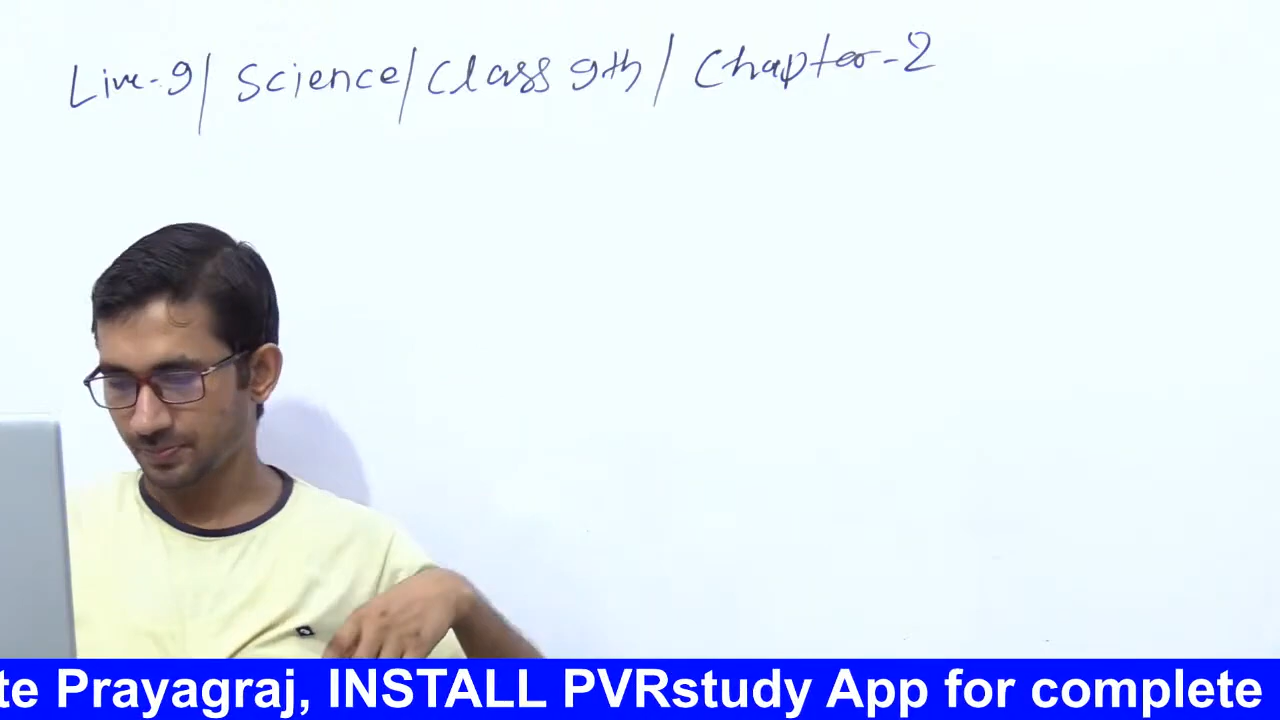 Live-9/ Science/ Class 9th/ Chapter-2
te Prayagraj, INSTALL PVRstudy App for complete